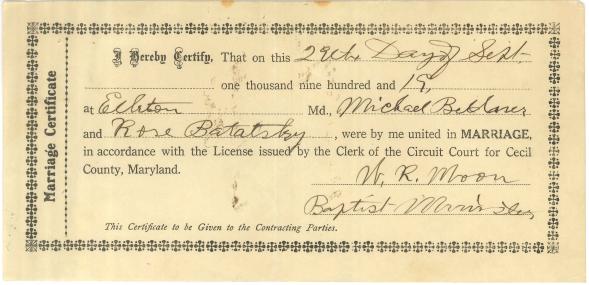 Marriage Certificate
I Hereby Certify, That on this 29th Day of Sept.
one thousand nine hundred and 19,
at Elkton Md., Michael
and Rose Batatsky, were by me united in MARRIAGE,
in accordance with the License issued by the Clerk of the Circuit Court for Cecil
County, Maryland.
W. R. Moon
Baptist Minister
This Certificate to be Given to the Contracting Parties.